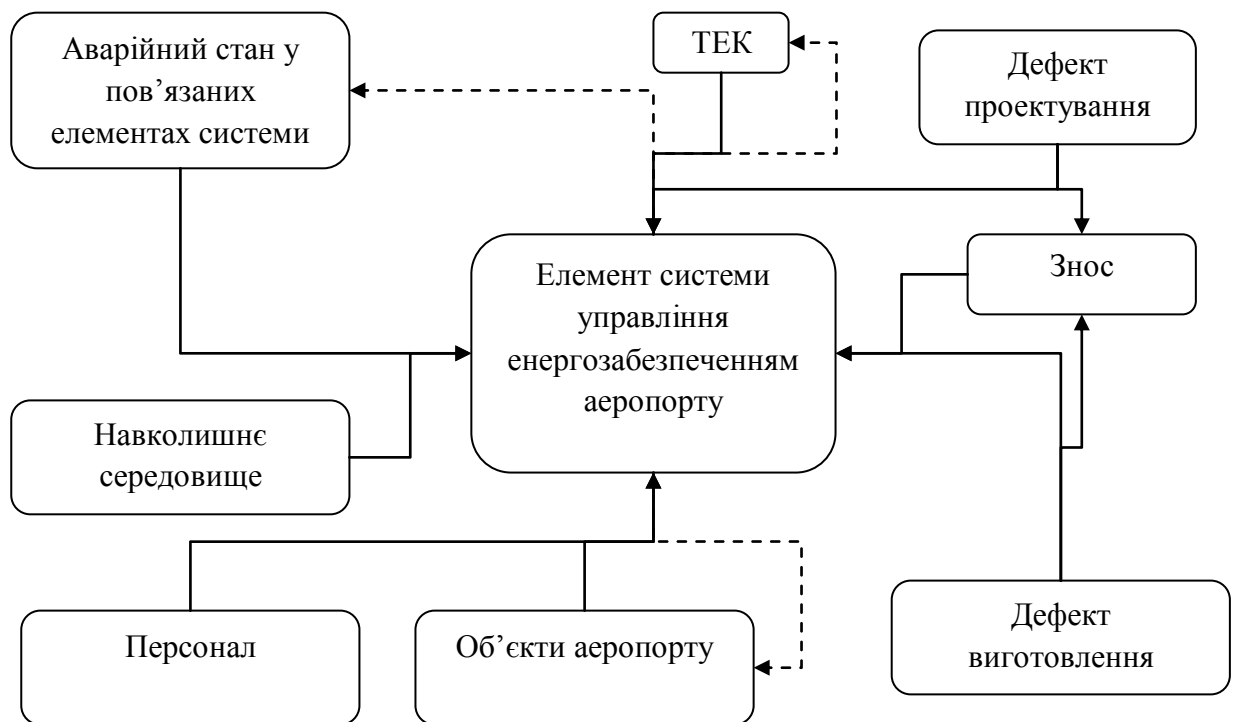 Аварійний стан у
пов’язаних
елементах системи
ТЕК
Дефект
проектування
Елемент системи
управління
енергозабезпеченням
аеропорту
Знос
Навколишнє
середовище
Персонал
Об’єкти аеропорту
Дефект
виготовлення